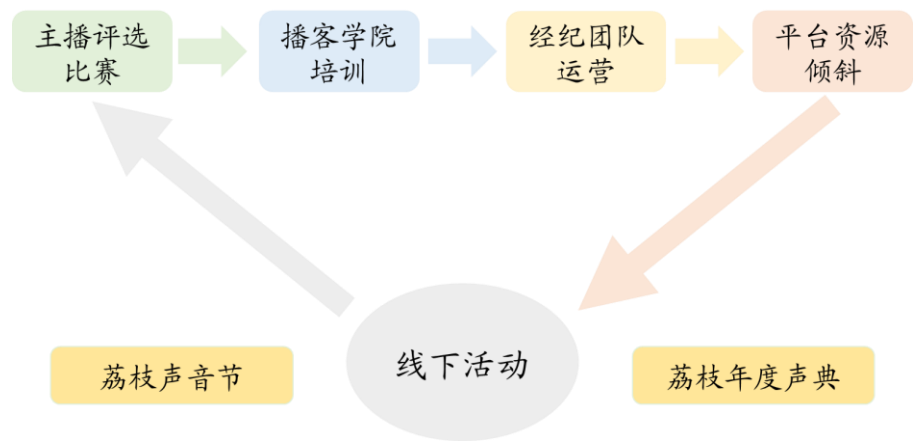 主播评选
比赛
播客学院
培训
经纪团队
运营
平台资源
倾斜
荔枝声音节
线下活动
荔枝年度声典